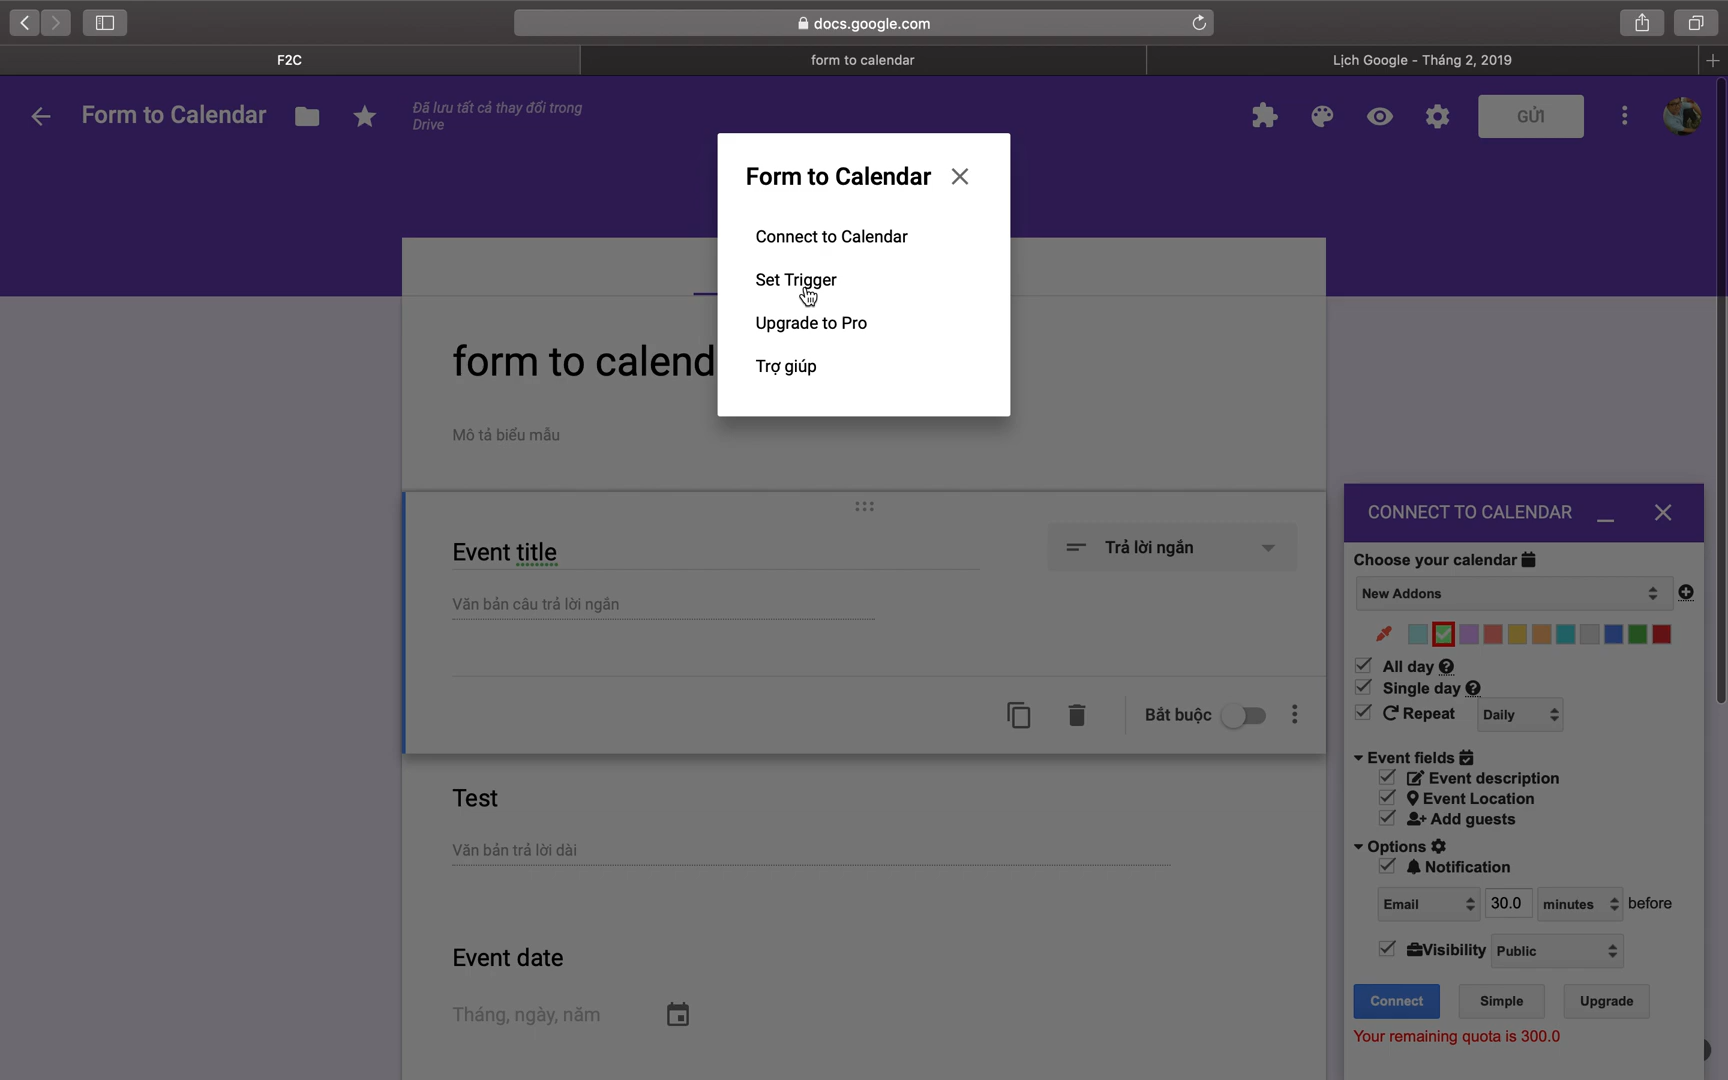 docs.google.com
F2C
form to calendar
Lịch Google - Tháng 2, 2019
Form to Calendar
Đã lưu tất cả thay đổi trong
Drive
GỬI
Form to Calendar
Connect to Calendar
Set Trigger
Upgrade to Pro
Trợ giúp
form to calend
Mô tả biểu mẫu
Event title
Trả lời ngắn
Văn bản câu trả lời ngắn
Bắt buộc
Test
Văn bản trả lời dài
Event date
Tháng, ngày, năm
CONNECT TO CALENDAR
Choose your calendar
New Addons
All day
Single day
Repeat Daily
Event fields
Event description
Event Location
Add guests
Options
Notification
Email 30.0 minutes before
Visibility Public
Connect Simple Upgrade
Your remaining quota is 300.0